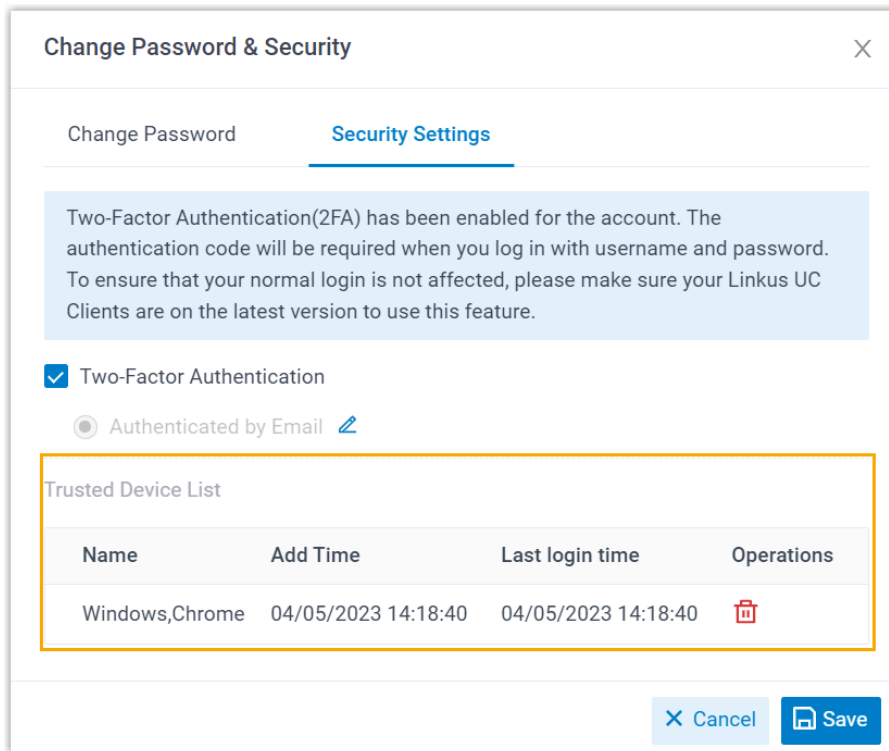 Change Password & Security
Change Password
Security Settings
Two-Factor Authentication(2FA) has been enabled for the account. The
authentication code will be required when you log in with username and password.
To ensure that your normal login is not affected, please make sure your Linkus UC
Clients are on the latest version to use this feature.
Two-Factor Authentication
Authenticated by Email
Trusted Device List
Name Add Time Last login time Operations
Windows,Chrome 04/05/2023 14:18:40 04/05/2023 14:18:40
Cancel Save